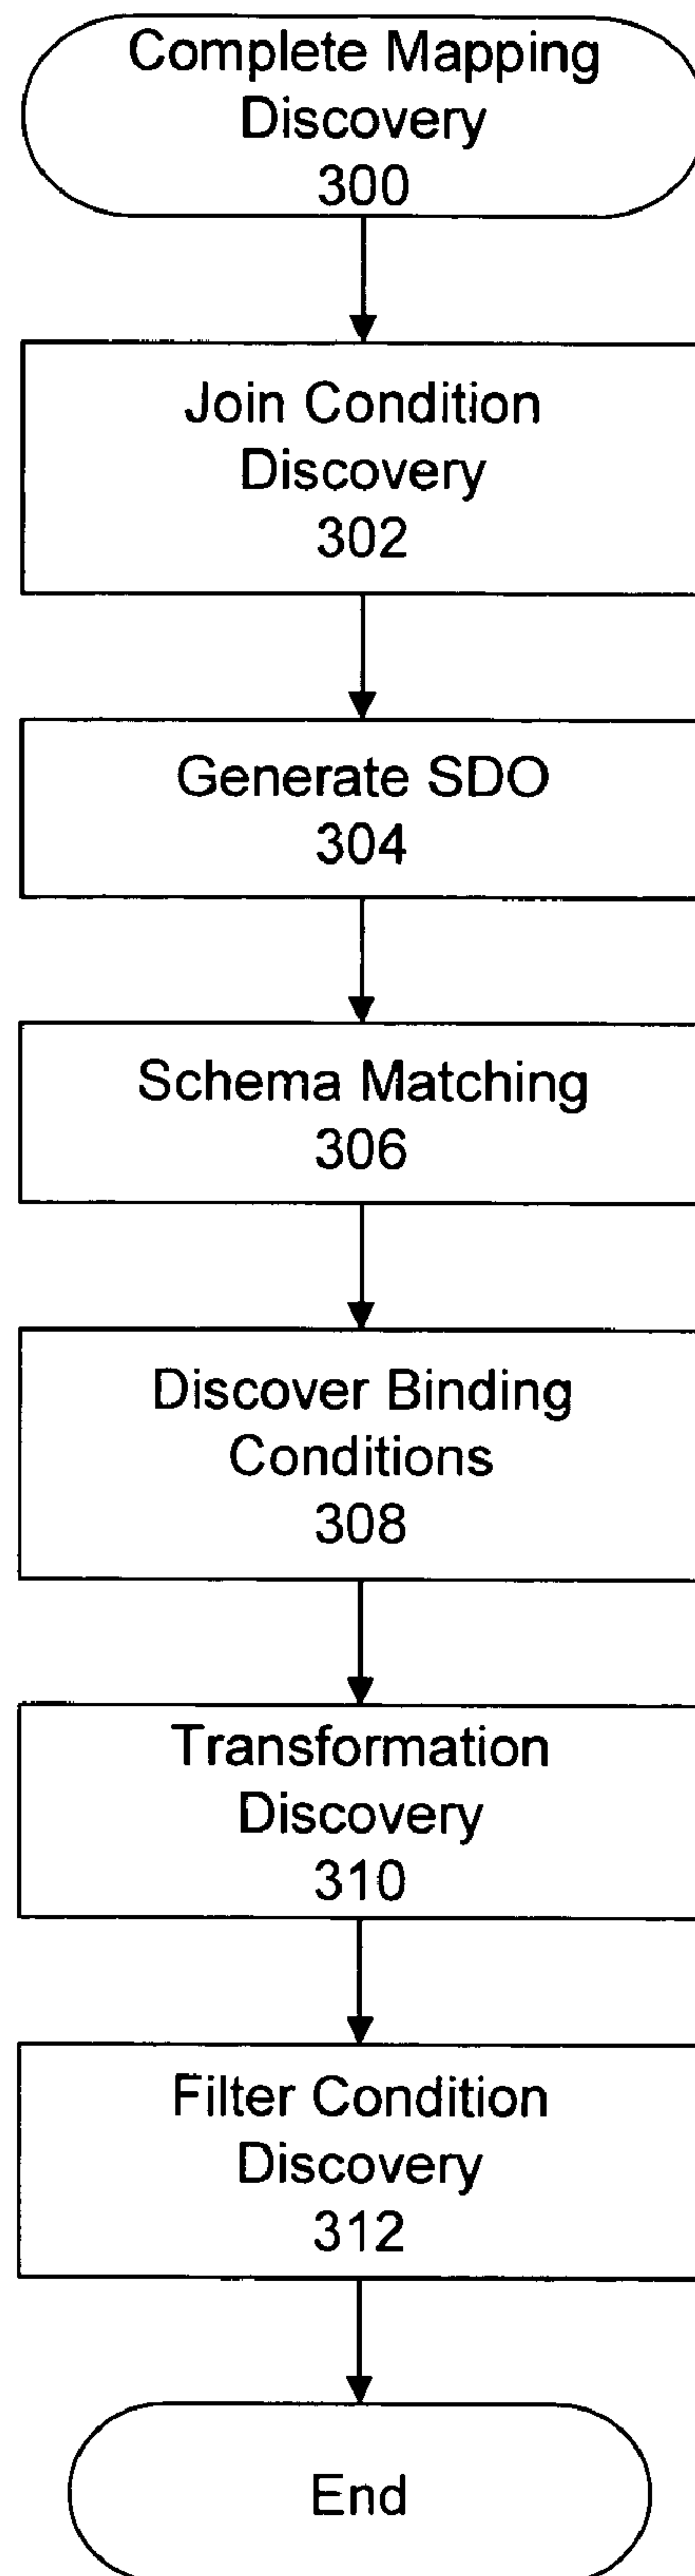 Complete Mapping
Discovery
300
Join Condition
Discovery
302
Generate SDO
304
Schema Matching
306
Discover Binding
Conditions
308
Transformation
Discovery
310
Filter Condition
Discovery
312
End